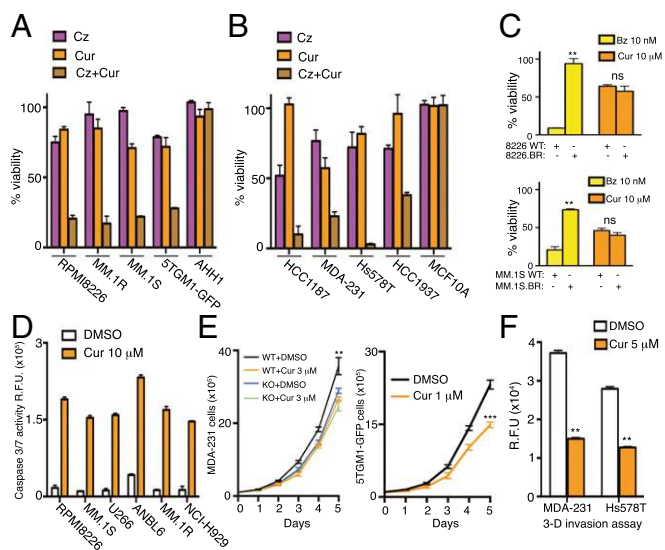 A
Cz
Cur
Cz+Cur
% viability
100
50
0
RPMI8226
MM.1R
MM.1S
5TGM1-GFP
AHH1
B
Cz
Cur
Cz+Cur
% viability
100
50
0
HCC1187
MDA-231
Hs578T
HCC1937
MCF10A
C
Bz 10 nM
Cur 10 μM
% viability
100
50
0
**
ns
8226 WT: + +
8226.BR: + +
Bz 10 nM
Cur 10 μM
% viability
100
50
0
**
ns
MM.1S WT: + +
MM.1S.BR: + +
D
DMSO
Cur 10 μM
Caspase 3/7 activity R.F.U. (x10⁵)
3
1.5
0
RPMI8226
MM.1S
U266
ANBL6
MM.1R
NCI-H929
E
MDA-231 cells (x10⁵)
40
20
0
WT+DMSO
WT+Cur 3 μM
KO+DMSO
KO+Cur 3 μM
**
0 1 2 3 4 5
Days
5TGM1-GFP cells (x10⁵)
30
15
0
DMSO
Cur 1 μM
***
0 1 2 3 4 5
Days
F
DMSO
Cur 5 μM
R.F.U (x10⁴)
4.0
2.0
0
**
**
MDA-231 Hs578T
3-D invasion assay